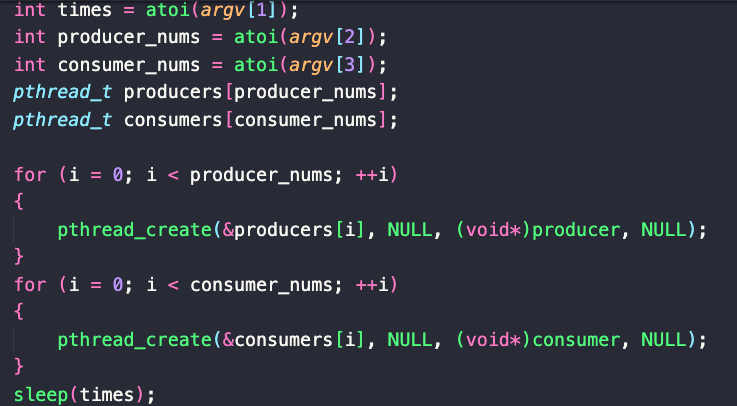 int times = atoi(argv[1]);
int producer_nums = atoi(argv[2]);
int consumer_nums = atoi(argv[3]);
pthread_t producers[producer_nums];
pthread_t consumers[consumer_nums];

for (i = 0; i < producer_nums; ++i)
{
    pthread_create(&producers[i], NULL, (void*)producer, NULL);
}
for (i = 0; i < consumer_nums; ++i)
{
    pthread_create(&consumers[i], NULL, (void*)consumer, NULL);
}
sleep(times);